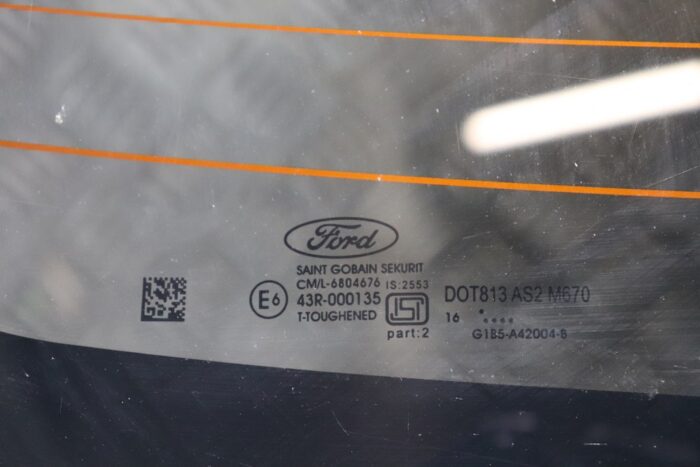 Ford
SAINT GOBAIN SEKURIT
CM/L-6804676 IS:2553
E6 43R-000135
T-TOUGHENED
part:2
DOT813 AS2 M670
16
G1B5-A42004-B